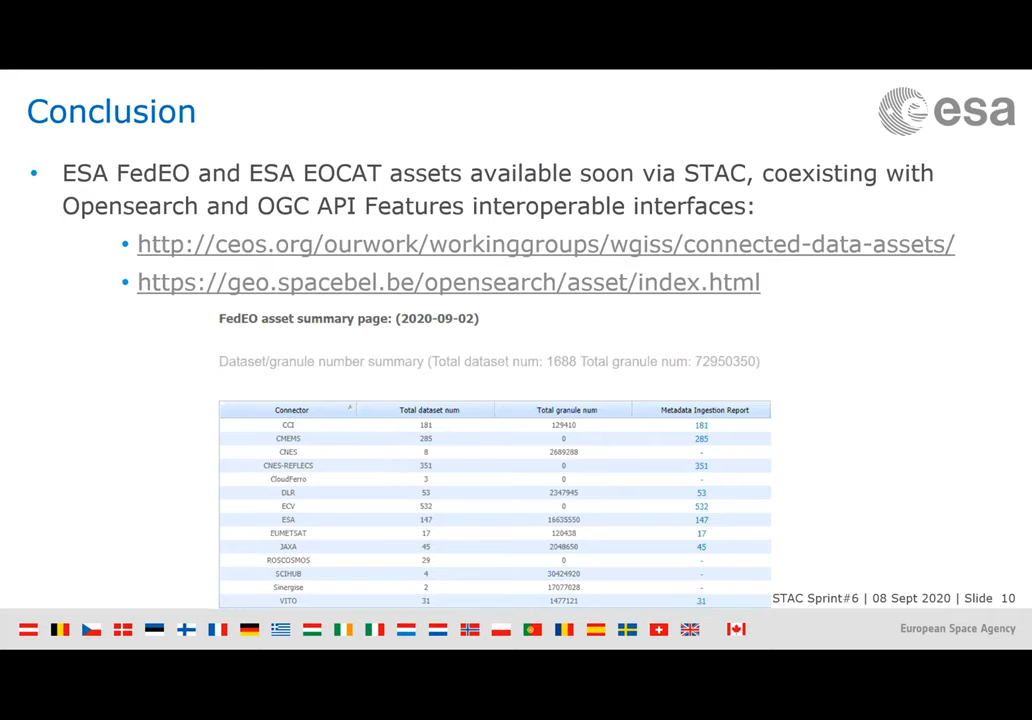 Conclusion
esa
• ESA FedEO and ESA EOCAT assets available soon via STAC, coexisting with
Opensearch and OGC API Features interoperable interfaces:
• http://ceos.org/ourwork/workinggroups/wgiss/connected-data-assets/
• https://geo.spacebel.be/opensearch/asset/index.html
FedEO asset summary page: (2020-09-02)
Dataset/granule number summary (Total dataset num: 1688 Total granule num: 72950350)
Connector Total dataset num Total granule num Metadata Ingestion Report
CCI 181 129410 181
CMEMS 285 0 285
CNES 8 2689288 -
CNES-REFLECS 351 0 351
CloudFerro 3 0 -
DLR 53 2347945 53
ECV 532 0 532
ESA 147 16635550 147
EUMETSAT 17 120438 17
JAXA 45 2048650 45
ROSCOSMOS 29 0 -
SCIHUB 4 30424920 -
Sinergise 2 17077028 -
VITO 31 1477121 31
STAC Sprint#6 | 08 Sept 2020 | Slide 10
European Space Agency